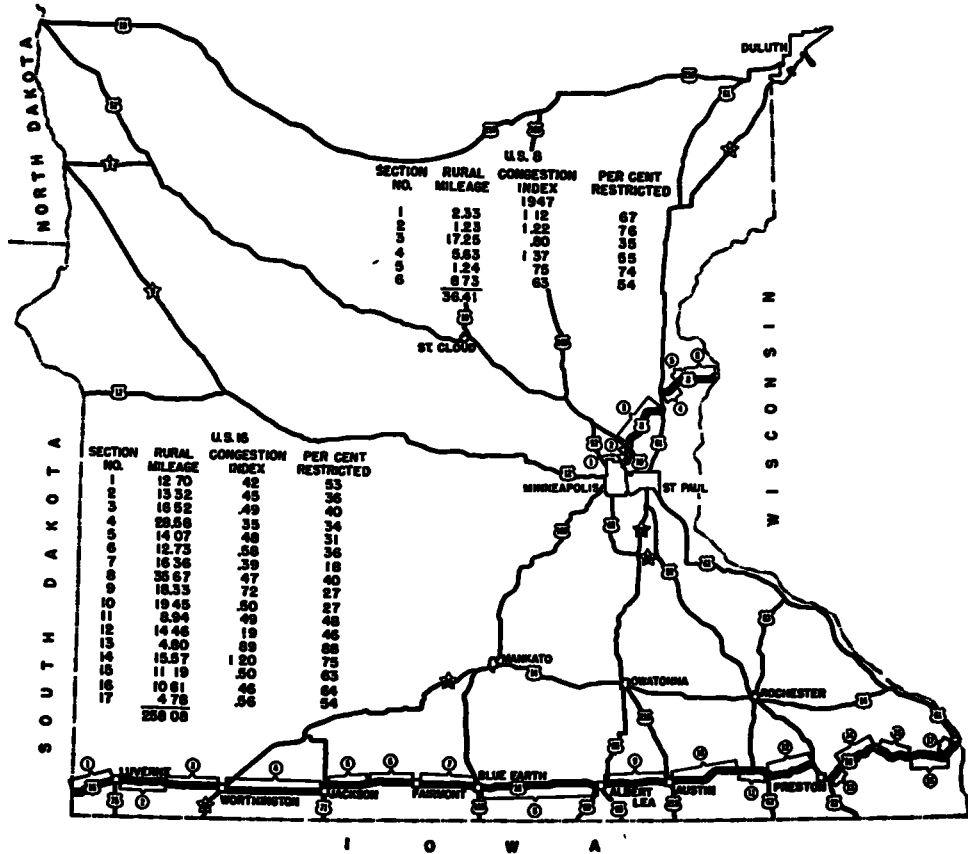 DULUTH
NORTH DAKOTA
U.S. 8
SECTION NO. RURAL MILEAGE CONGESTION INDEX 1947 PER CENT RESTRICTED
1 2.33 1 12 67
2 1.23 1.22 76
3 17.25 .80 35
4 5.63 1 37 55
5 1.24 75 74
6 8 73 63 54
36.41
ST. CLOUD
WISCONSIN
SOUTH DAKOTA
U.S. 16
SECTION NO. RURAL MILEAGE CONGESTION INDEX PER CENT RESTRICTED
1 12 70 42 53
2 13 32 45 36
3 16 52 .49 40
4 28.58 35 34
5 14 07 48 31
6 12.73 .58 36
7 16 36 .39 18
8 35 67 47 40
9 18.33 72 27
10 19 45 .50 27
11 8.94 49 48
12 14 46 19 46
13 4.80 89 88
14 15.57 1 20 75
15 11 19 .50 63
16 10 61 46 64
17 4 78 .56 54
258 08
MINNEAPOLIS
ST PAUL
MANKATO
OWATONNA
ROCHESTER
LUVERNE
WORTHINGTON
JACKSON
FAIRMONT
BLUE EARTH
ALBERT LEA
AUSTIN
PRESTON
IOWA